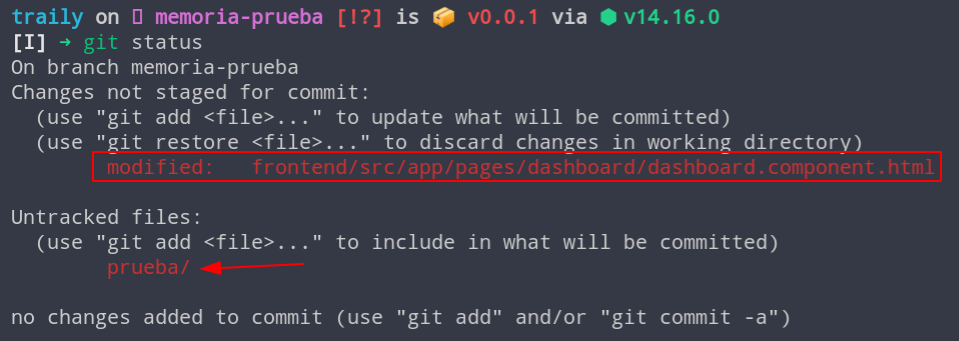 traily on memoria-prueba [!?] is 📦 v0.0.1 via ⬢ v14.16.0
[I] → git status
On branch memoria-prueba
Changes not staged for commit:
  (use "git add <file>..." to update what will be committed)
  (use "git restore <file>..." to discard changes in working directory)
        modified:   frontend/src/app/pages/dashboard/dashboard.component.html
Untracked files:
  (use "git add <file>..." to include in what will be committed)
        prueba/
no changes added to commit (use "git add" and/or "git commit -a")